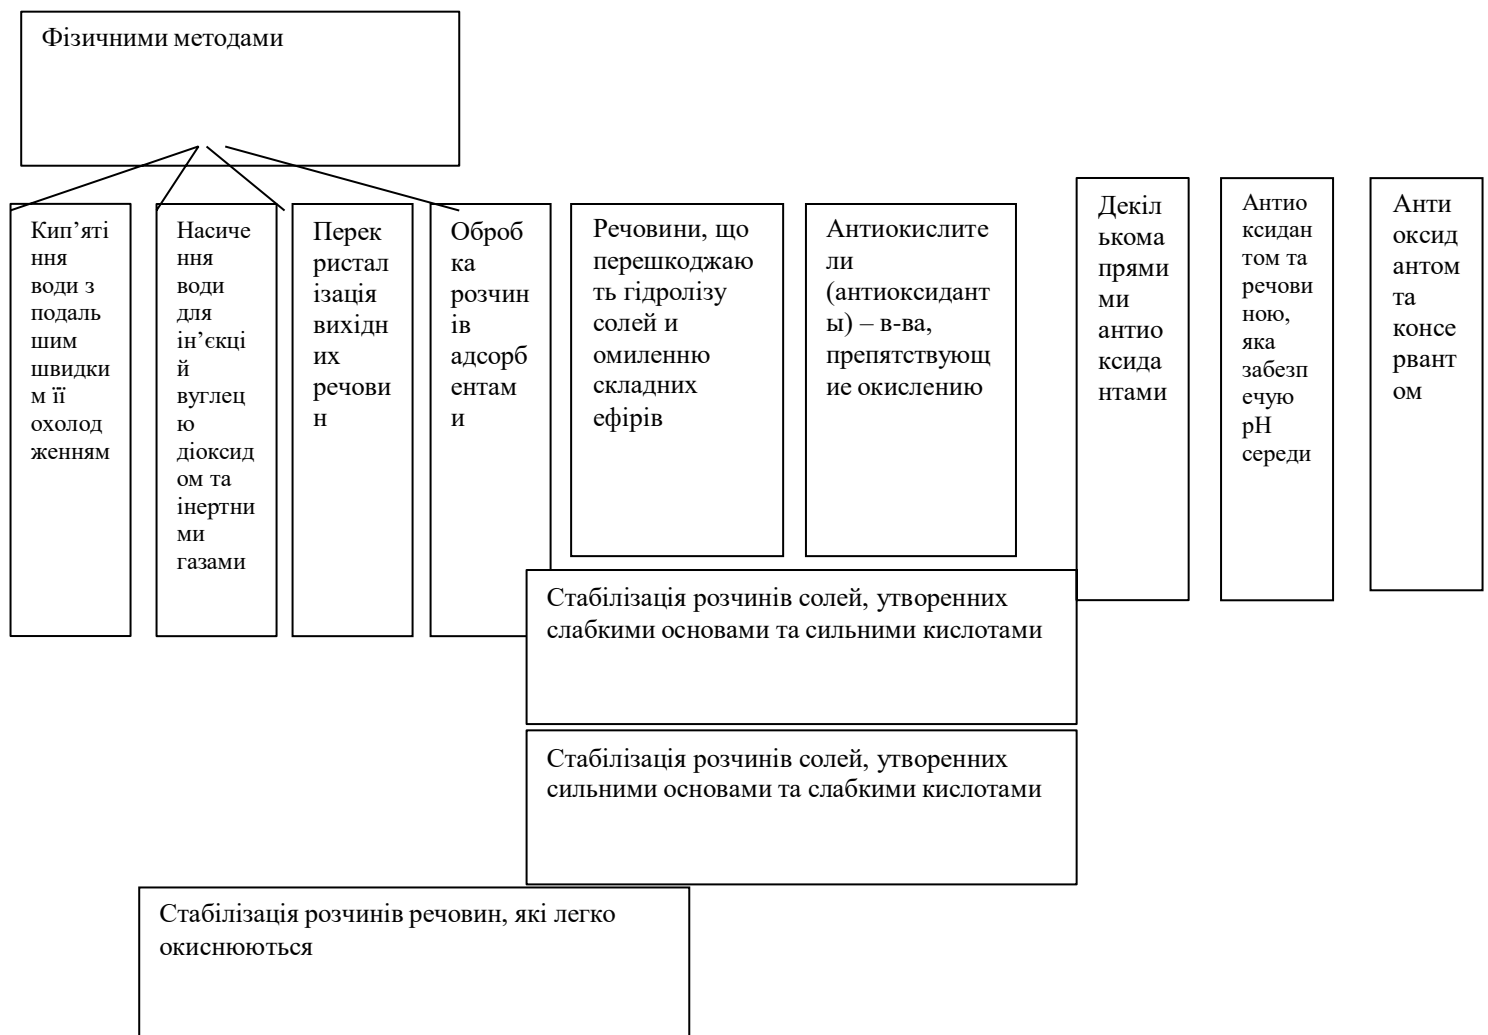 Фізичними методами
Кип’яті
ння
води з
подаль
шим
швидки
м її
охолод
женням
Насиче
ння
води
для
ін’єкці
й
вуглец
ю
діоксид
ом та
інертни
ми
газами
Перек
ристал
ізація
вихідн
их
речови
н
Оброб
ка
розчин
ів
адсорб
ентам
и
Речовини, що
перешкоджаю
ть гідролізу
солей и
омиленню
складних
ефірів
Антиокислите
ли
(антиоксидант
ы) – в-ва,
препятствующ
ие окислению
Декіл
ькома
прями
ми
антио
ксида
нтами
Антио
ксидан
том та
речови
ною,
яка
забезп
ечую
рН
середи
Анти
оксид
антом
та
консе
рвант
ом
Стабілізація розчинів солей, утворенних
слабкими основами та сильними кислотами
Стабілізація розчинів солей, утворенних
сильними основами та слабкими кислотами
Стабілізація розчинів речовин, які легко
окиснюються